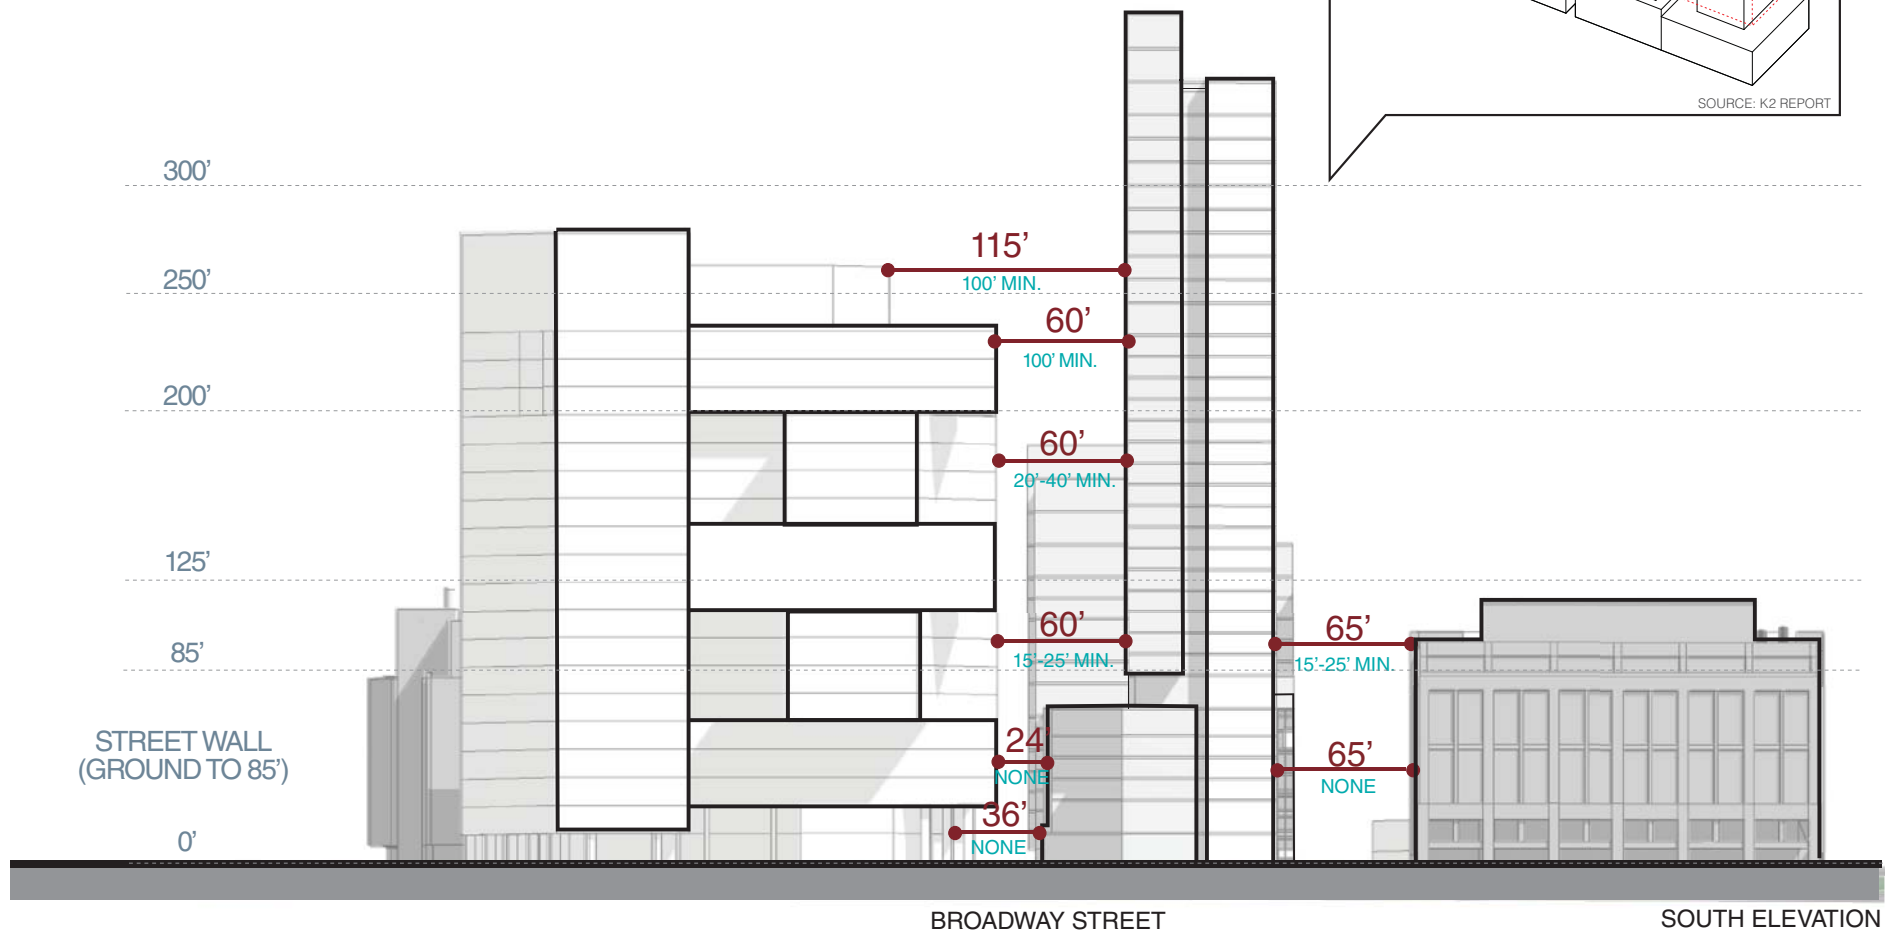 SOURCE: K2 REPORT
300’
115’
250’
100’ MIN.
60’
100’ MIN.
200’
60’
20’-40’ MIN.
125’
60’
65’
85’
15’-25’ MIN.
15’-25’ MIN.
STREET WALL
(GROUND TO 85’)
24’
65’
NONE
NONE
36’
0’
NONE
BROADWAY STREET
SOUTH ELEVATION